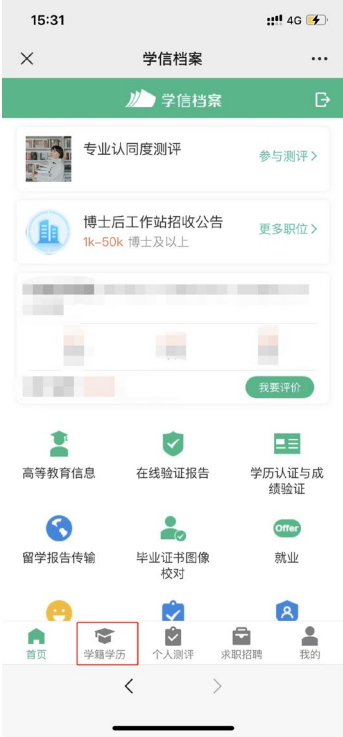 15:31
4G
学信档案
学信档案
专业认同度测评
参与测评
博士后工作站招收公告
1k-50k 博士及以上
更多职位
我要评价
高等教育信息
在线验证报告
学历认证与成
绩验证
留学报告传输
毕业证书图像
校对
Offer
就业
首页
学籍学历
个人测评
求职招聘
我的